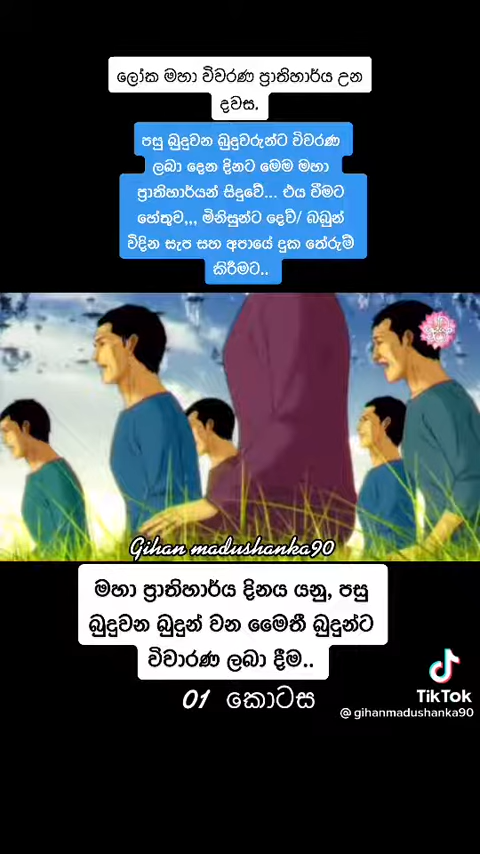 ලෝක මහා විවරණ ප්‍රාතිහාර්ය උන
දවස.
පසු බුදුවන බුදුවරුන්ට විවරණ
ලබා දෙන දිනට මෙම මහා
ප්‍රාතිහාර්යන් සිදුවේ... එය වීමට
හේතුව,,, මිනිසුන්ට දෙව්/ බඹුන්
විදින සැප සහ අපායේ දුක තේරුම්
කිරීමට..
Gihan madushanka90
මහා ප්‍රාතිහාර්ය දිනය යනු, පසු
බුදුවන බුදුන් වන මෛතී බුදුන්ට
විවාරණ ලබා දීම..
01 කොටස
TikTok
@gihanmadushanka90